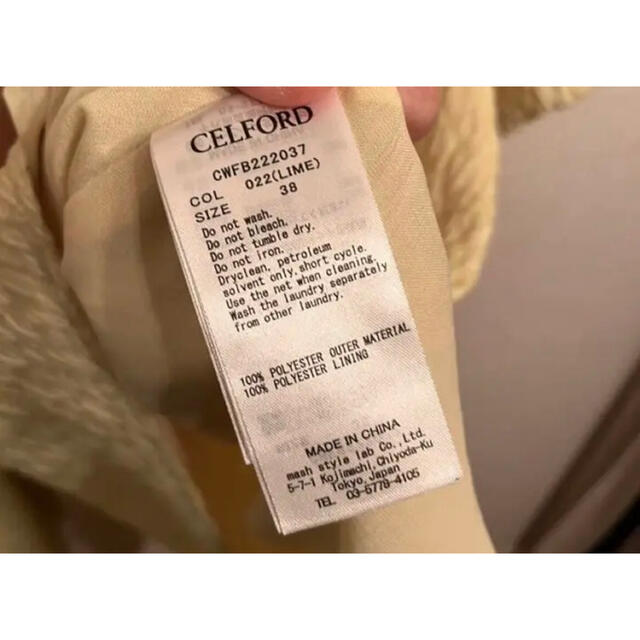 CELFORD
CWFB222037
COL 022(LIME)
SIZE 38
Do not wash.
Do not bleach.
Do not tumble dry.
Do not iron.
Dryclean, petroleum
solvent only.short cycle.
Use the net when cleaning.
Wash the laundry separately
from other laundry.
100% POLYESTER OUTER MATERIAL
100% POLYESTER LINING
MADE IN CHINA
mash style lab Co.,Ltd.
5-7-1 Kojimachi,Chiyoda-Ku
Tokyo,Japan
TEL 03-5778-4105